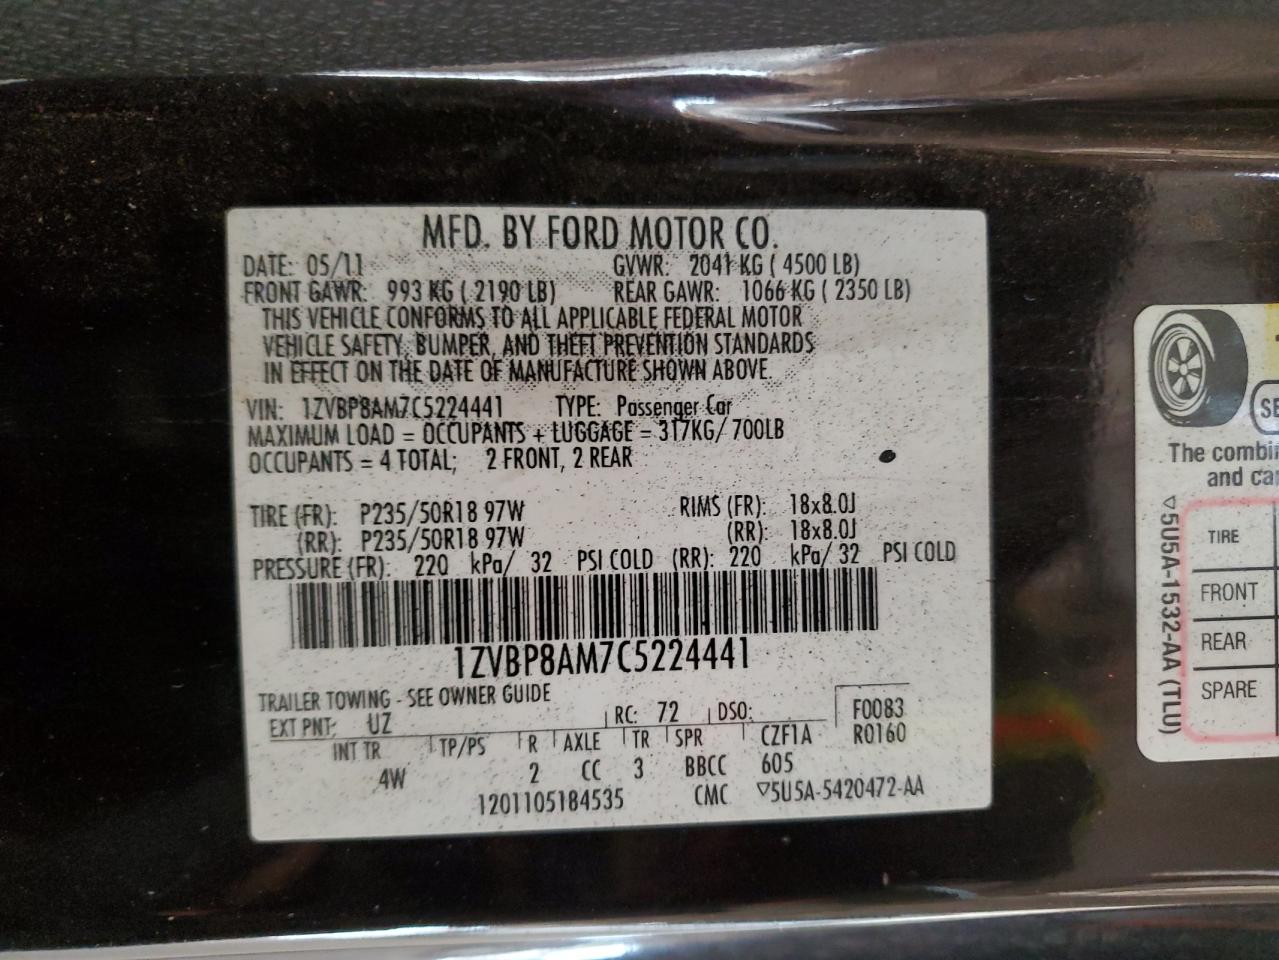 MFD. BY FORD MOTOR CO.
DATE: 05/11 GVWR: 2041 KG ( 4500 LB)
FRONT GAWR: 993 KG ( 2190 LB) REAR GAWR: 1066 KG ( 2350 LB)
THIS VEHICLE CONFORMS TO ALL APPLICABLE FEDERAL MOTOR
VEHICLE SAFETY, BUMPER, AND THEFT PREVENTION STANDARDS
IN EFFECT ON THE DATE OF MANUFACTURE SHOWN ABOVE.
VIN: 1ZVBP8AM7C5224441 TYPE: Passenger Car
MAXIMUM LOAD = OCCUPANTS + LUGGAGE = 317KG/ 700LB
OCCUPANTS = 4 TOTAL; 2 FRONT, 2 REAR
TIRE (FR): P235/50R18 97W RIMS (FR): 18x8.0J
(RR): P235/50R18 97W (RR): 18x8.0J
PRESSURE (FR): 220 kPa/ 32 PSI COLD (RR): 220 kPa/ 32 PSI COLD
1ZVBP8AM7C5224441
TRAILER TOWING - SEE OWNER GUIDE
EXT PNT: UZ RC: 72 DSO: F0083
INT TR TP/PS R AXLE TR SPR CZF1A R0160
4W 2 CC 3 BBCC 605
1201105184535 CMC ▽5U5A-5420472-AA
The
and
TIRE
FRONT
REAR
SPARE
▽5U5A-1532-AA (TLU)